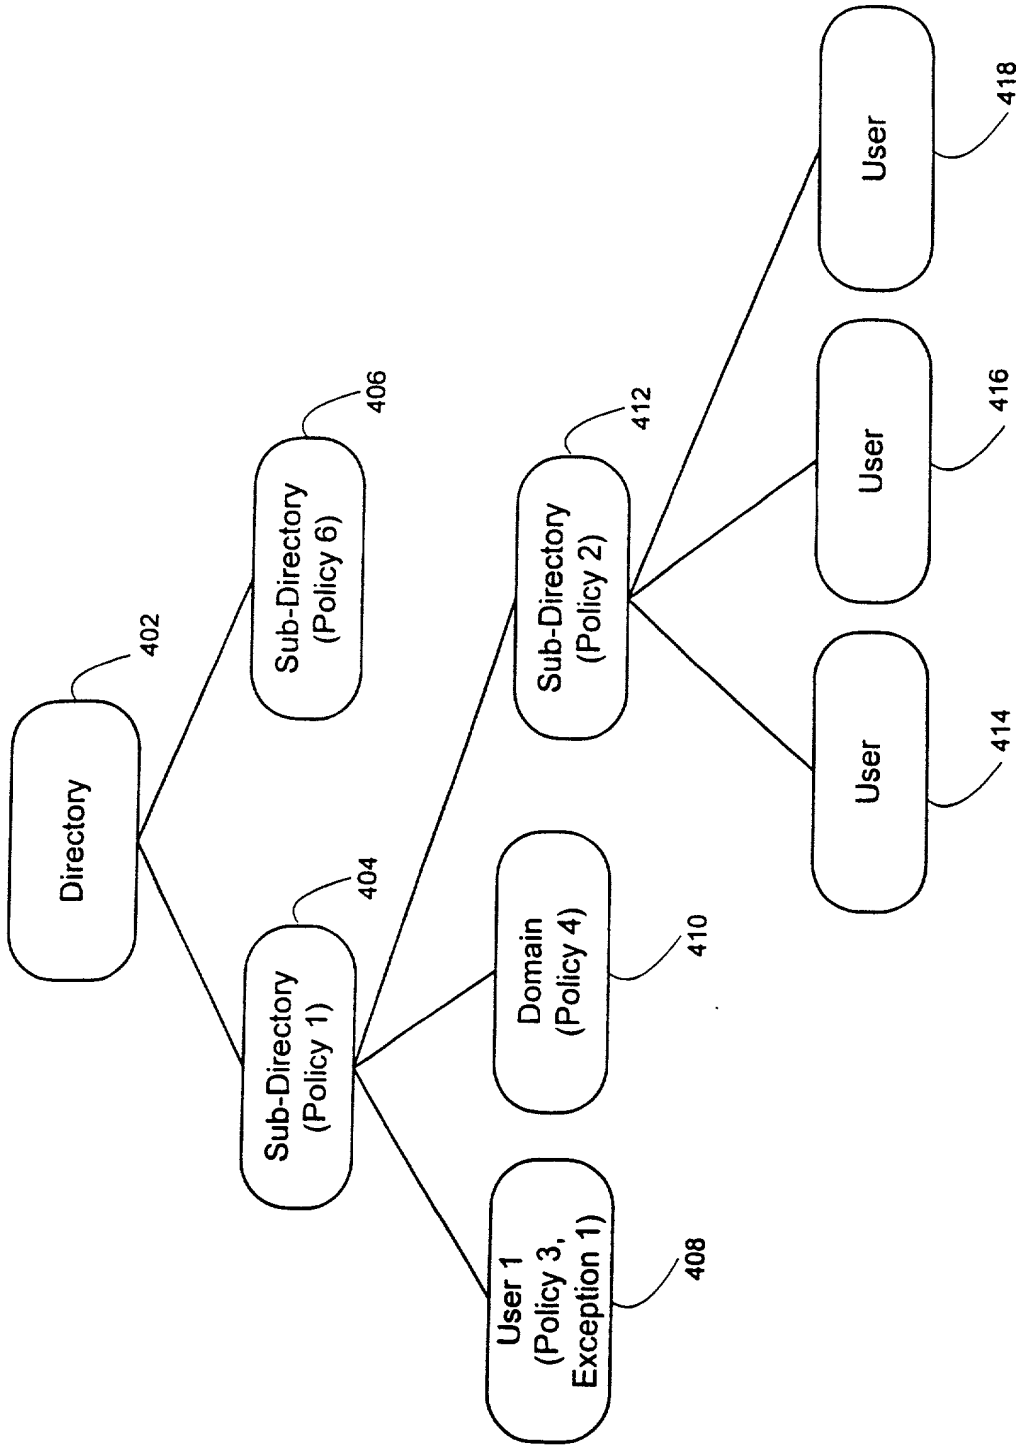 Directory
402
Sub-Directory
(Policy 1)
404
Sub-Directory
(Policy 6)
406
User 1
(Policy 3,
Exception 1)
408
Domain
(Policy 4)
410
Sub-Directory
(Policy 2)
412
User
414
User
416
User
418